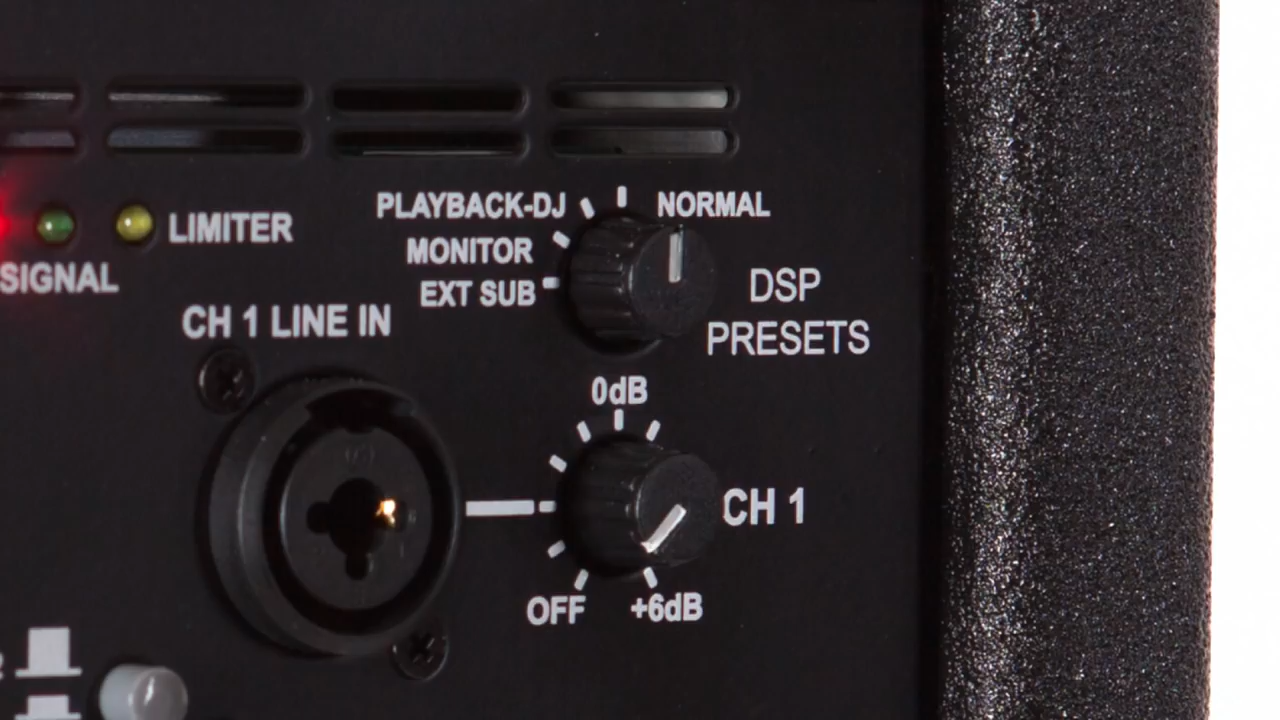 PLAYBACK-DJ
NORMAL
LIMITER
MONITOR
SIGNAL
EXT SUB
DSP
PRESETS
CH 1 LINE IN
0dB
CH 1
OFF
+6dB